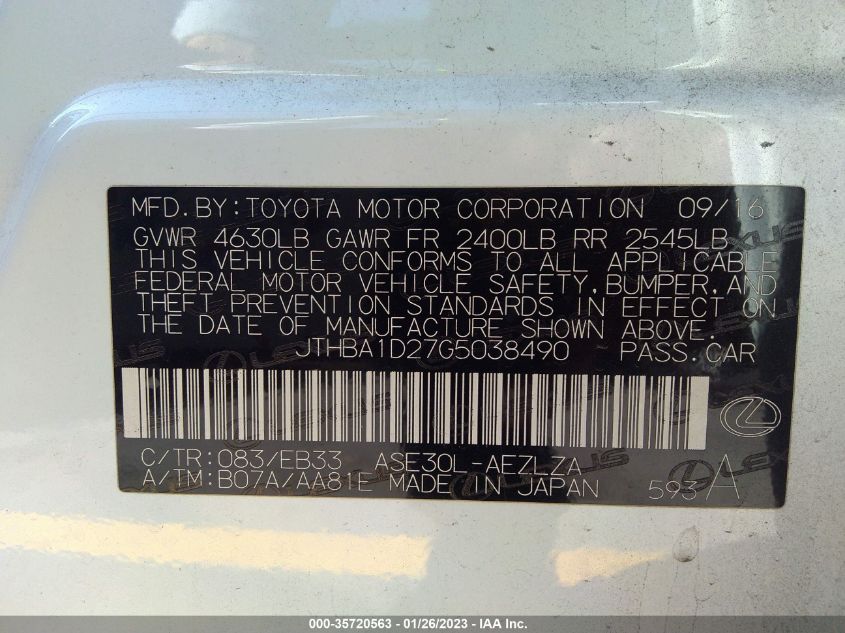 MFD.BY:TOYOTA MOTOR CORPORATION 09/16
GVWR 4630LB GAWR FR 2400LB RR 2545LB
THIS VEHICLE CONFORMS TO ALL APPLICABLE
FEDERAL MOTOR VEHICLE SAFETY,BUMPER,AND
THEFT PREVENTION STANDARDS IN EFFECT ON
THE DATE OF MANUFACTURE SHOWN ABOVE.
JTHBA1D27G5038490 PASS.CAR
C/TR:083/EB33 ASE30L-AEZLZA
A/TM:B07A/AA81E MADE IN JAPAN 593 A
000-35720563 - 01/26/2023 - IAA Inc.